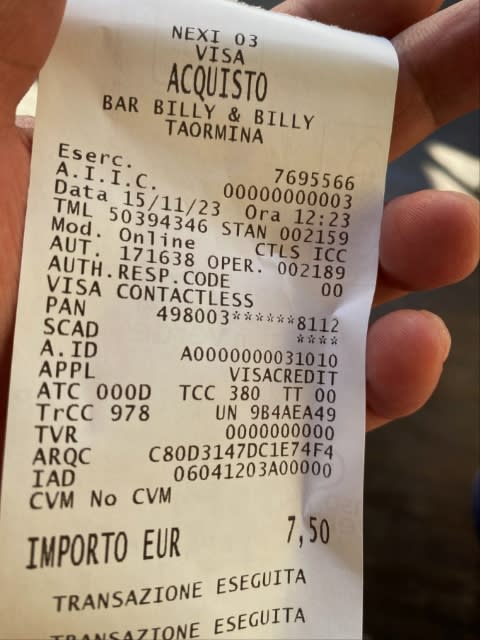 NEXI 03
VISA
ACQUISTO
BAR BILLY & BILLY
TAORMINA
Eserc. 7695566
A.I.I.C. 00000000003
Data 15/11/23 Ora 12:23
TML 50394346 STAN 002159
Mod. Online CTLS ICC
AUT. 171638 OPER. 002189
AUTH.RESP.CODE 00
VISA CONTACTLESS
PAN 498003******8112
SCAD ****
A.ID A0000000031010
APPL VISACREDIT
ATC 000D TCC 380 TT 00
TrCC 978 UN 9B4AEA49
TVR 0000000000
ARQC C80D3147DC1E74F4
IAD 06041203A00000
CVM No CVM
IMPORTO EUR 7,50
TRANSAZIONE ESEGUITA
TRANSAZIONE ESEGUITA